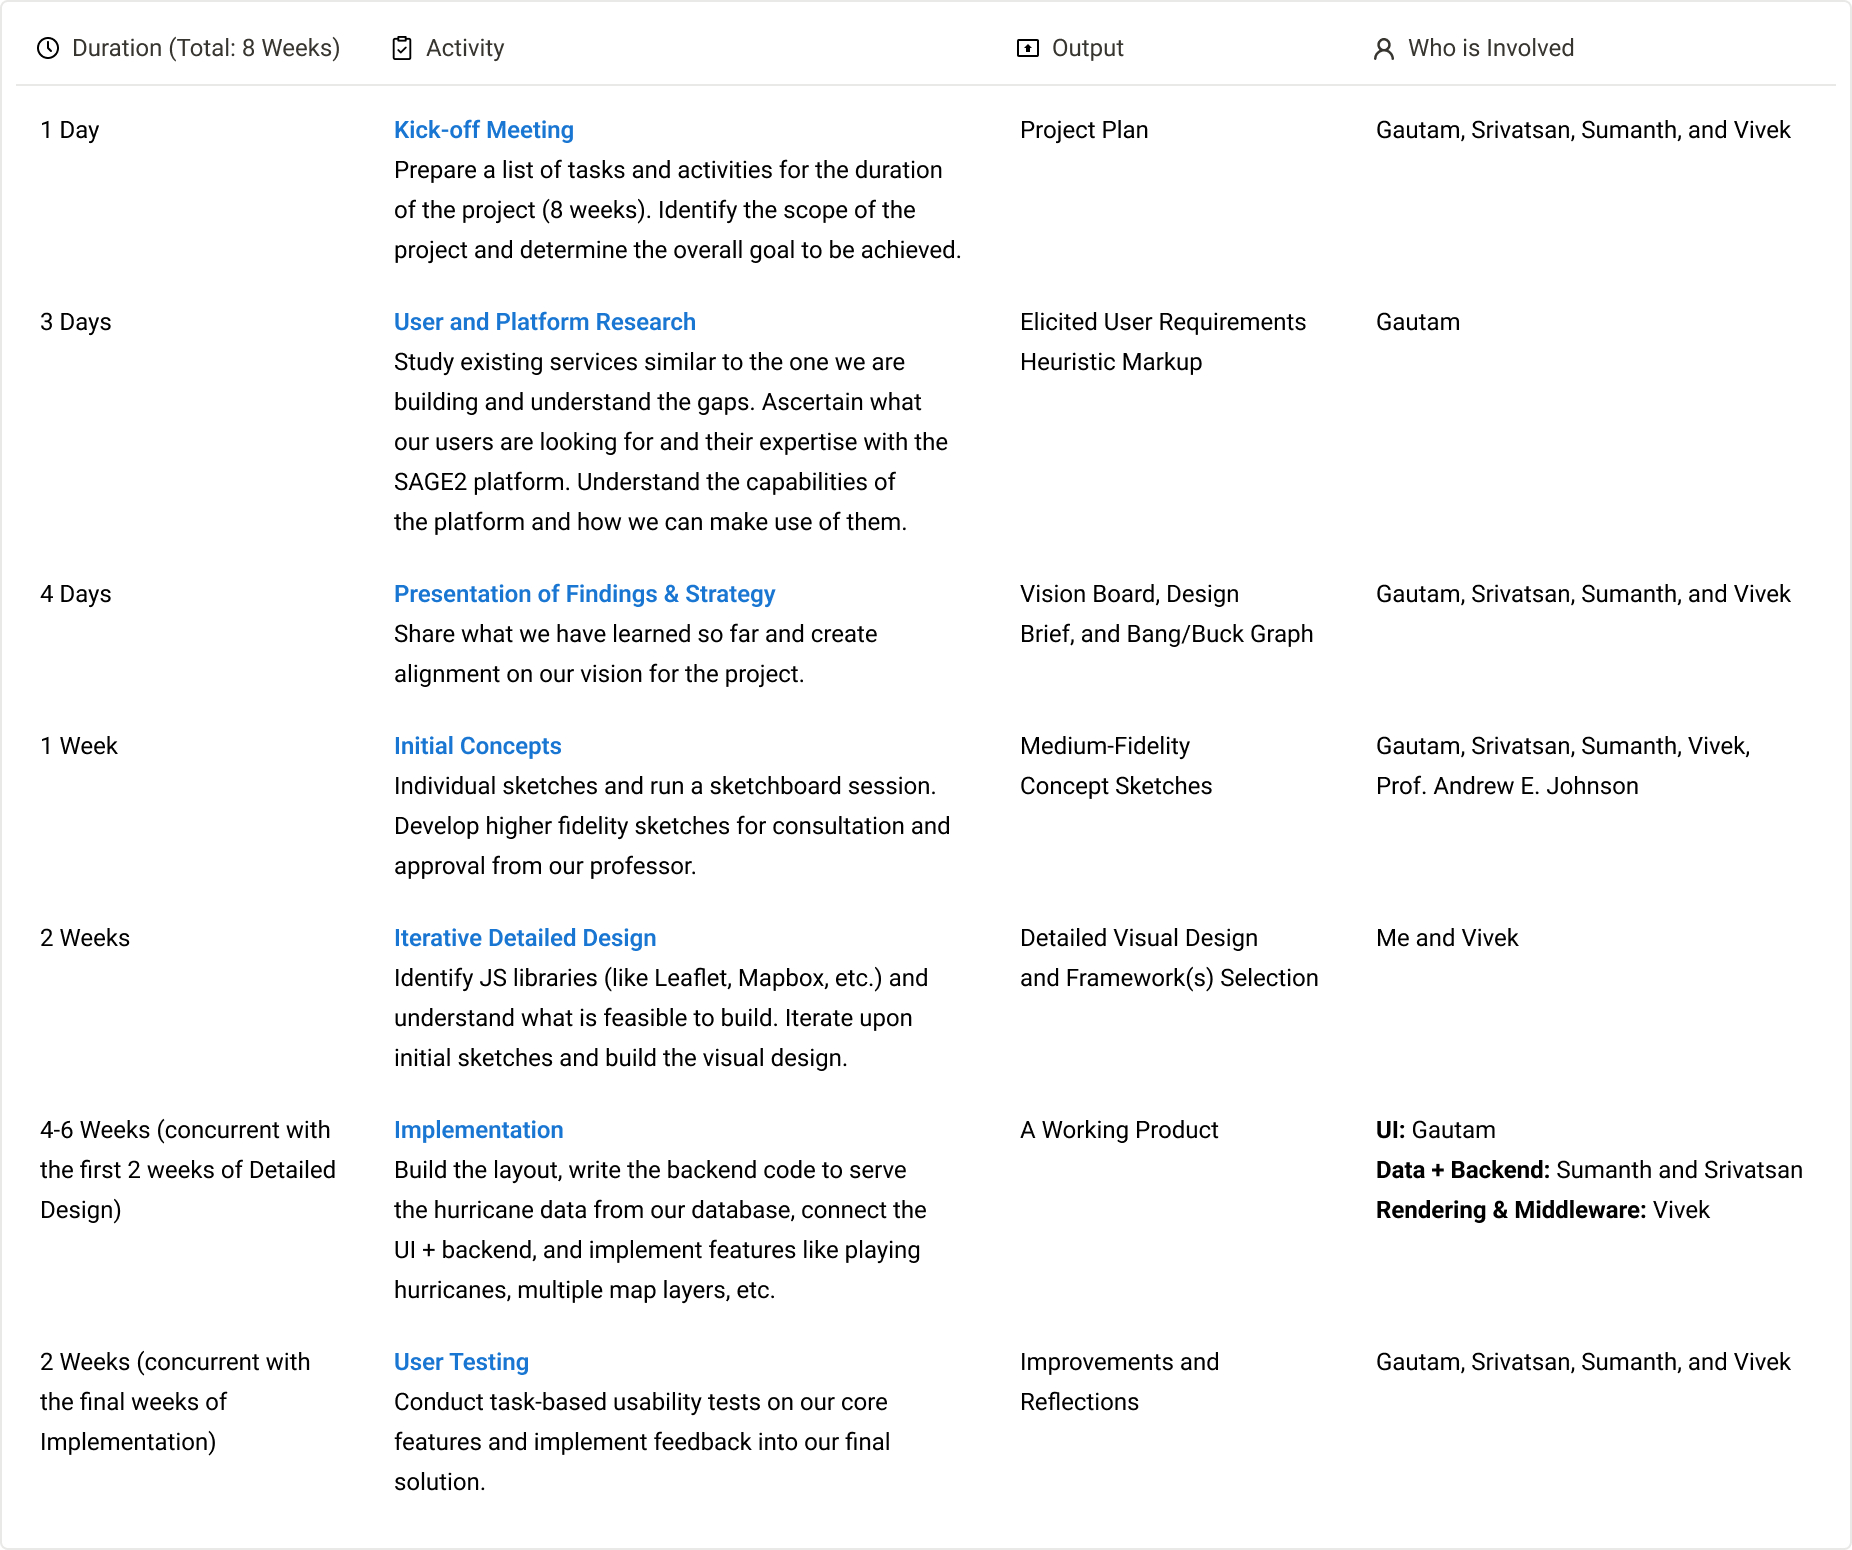 Duration (Total: 8 Weeks)
Activity
Output
Who is Involved
1 Day
Kick-off Meeting
Prepare a list of tasks and activities for the duration
of the project (8 weeks). Identify the scope of the
project and determine the overall goal to be achieved.
Project Plan
Gautam, Srivatsan, Sumanth, and Vivek
3 Days
User and Platform Research
Study existing services similar to the one we are
building and understand the gaps. Ascertain what
our users are looking for and their expertise with the
SAGE2 platform. Understand the capabilities of
the platform and how we can make use of them.
Elicited User Requirements
Heuristic Markup
Gautam
4 Days
Presentation of Findings & Strategy
Share what we have learned so far and create
alignment on our vision for the project.
Vision Board, Design
Brief, and Bang/Buck Graph
Gautam, Srivatsan, Sumanth, and Vivek
1 Week
Initial Concepts
Individual sketches and run a sketchboard session.
Develop higher fidelity sketches for consultation and
approval from our professor.
Medium-Fidelity
Concept Sketches
Gautam, Srivatsan, Sumanth, Vivek,
Prof. Andrew E. Johnson
2 Weeks
Iterative Detailed Design
Identify JS libraries (like Leaflet, Mapbox, etc.) and
understand what is feasible to build. Iterate upon
initial sketches and build the visual design.
Detailed Visual Design
and Framework(s) Selection
Me and Vivek
4-6 Weeks (concurrent with
the first 2 weeks of Detailed
Design)
Implementation
Build the layout, write the backend code to serve
the hurricane data from our database, connect the
UI + backend, and implement features like playing
hurricanes, multiple map layers, etc.
A Working Product
UI: Gautam
Data + Backend: Sumanth and Srivatsan
Rendering & Middleware: Vivek
2 Weeks (concurrent with
the final weeks of
Implementation)
User Testing
Conduct task-based usability tests on our core
features and implement feedback into our final
solution.
Improvements and
Reflections
Gautam, Srivatsan, Sumanth, and Vivek